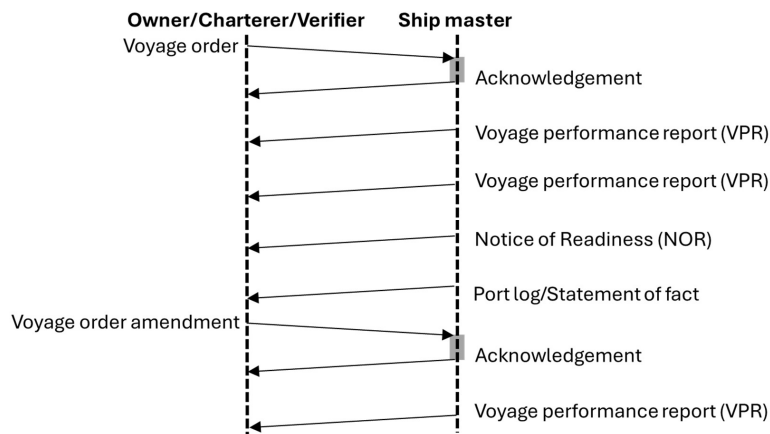 Owner/Charterer/Verifier
Ship master
Voyage order
Acknowledgement
Voyage performance report (VPR)
Voyage performance report (VPR)
Notice of Readiness (NOR)
Port log/Statement of fact
Voyage order amendment
Acknowledgement
Voyage performance report (VPR)